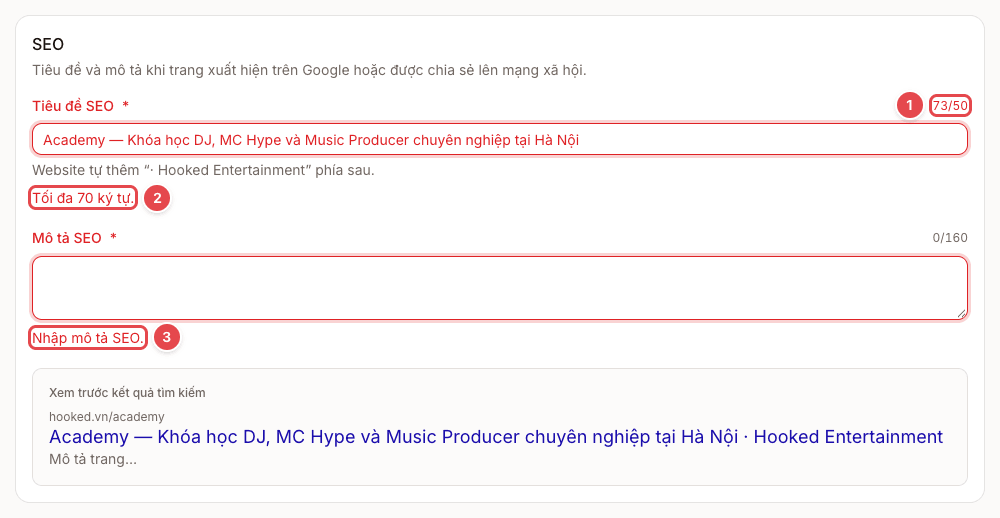 SEO
Tiêu đề và mô tả khi trang xuất hiện trên Google hoặc được chia sẻ lên mạng xã hội.
Tiêu đề SEO * 1 73/50
Academy — Khóa học DJ, MC Hype và Music Producer chuyên nghiệp tại Hà Nội
Website tự thêm “· Hooked Entertainment” phía sau.
Tối đa 70 ký tự. 2
Mô tả SEO * 0/160
Nhập mô tả SEO. 3
Xem trước kết quả tìm kiếm
hooked.vn/academy
Academy — Khóa học DJ, MC Hype và Music Producer chuyên nghiệp tại Hà Nội · Hooked Entertainment
Mô tả trang...